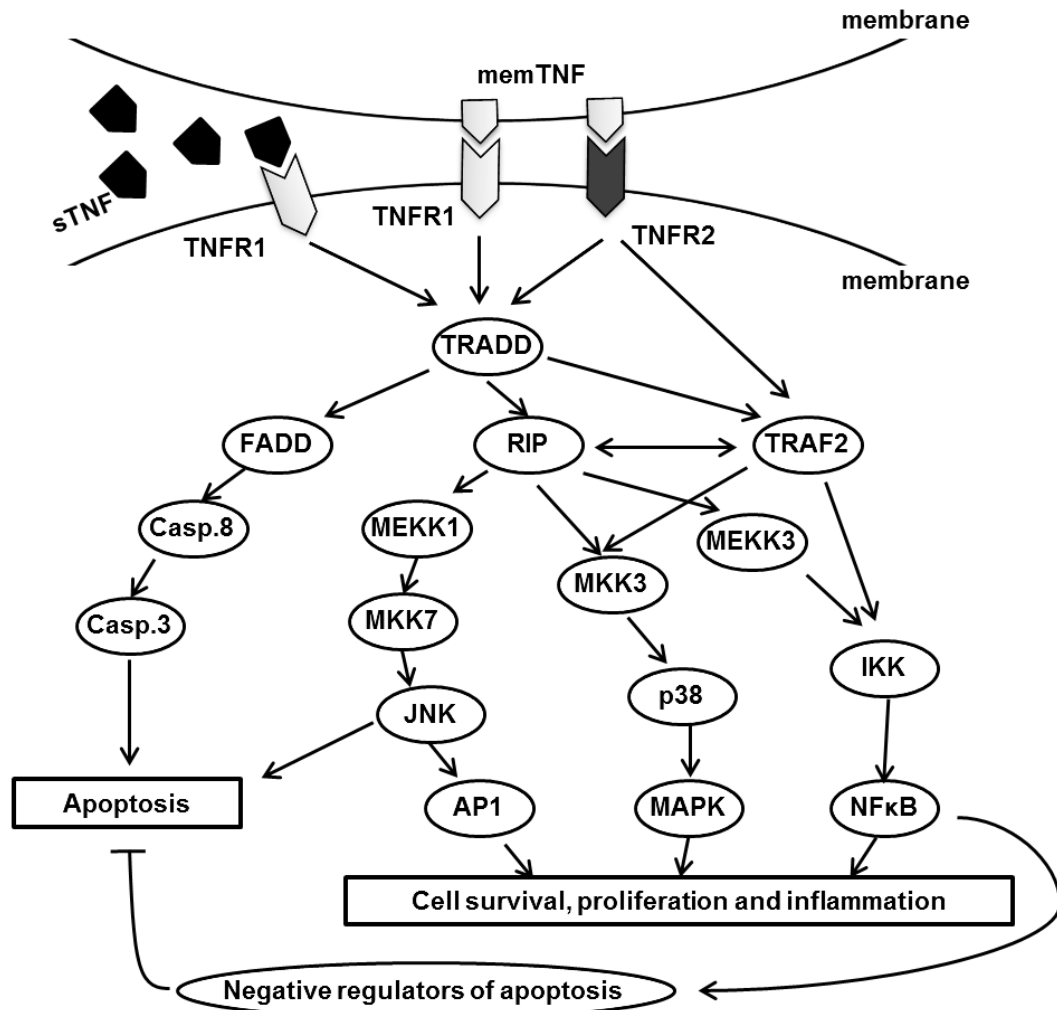 membrane
memTNF
sTNF
TNFR1
TNFR1
TNFR2
membrane
TRADD
FADD
RIP
TRAF2
Casp.8
MEKK1
MEKK3
MKK3
Casp.3
MKK7
IKK
p38
JNK
Apoptosis
AP1
MAPK
NFκB
Cell survival, proliferation and inflammation
Negative regulators of apoptosis